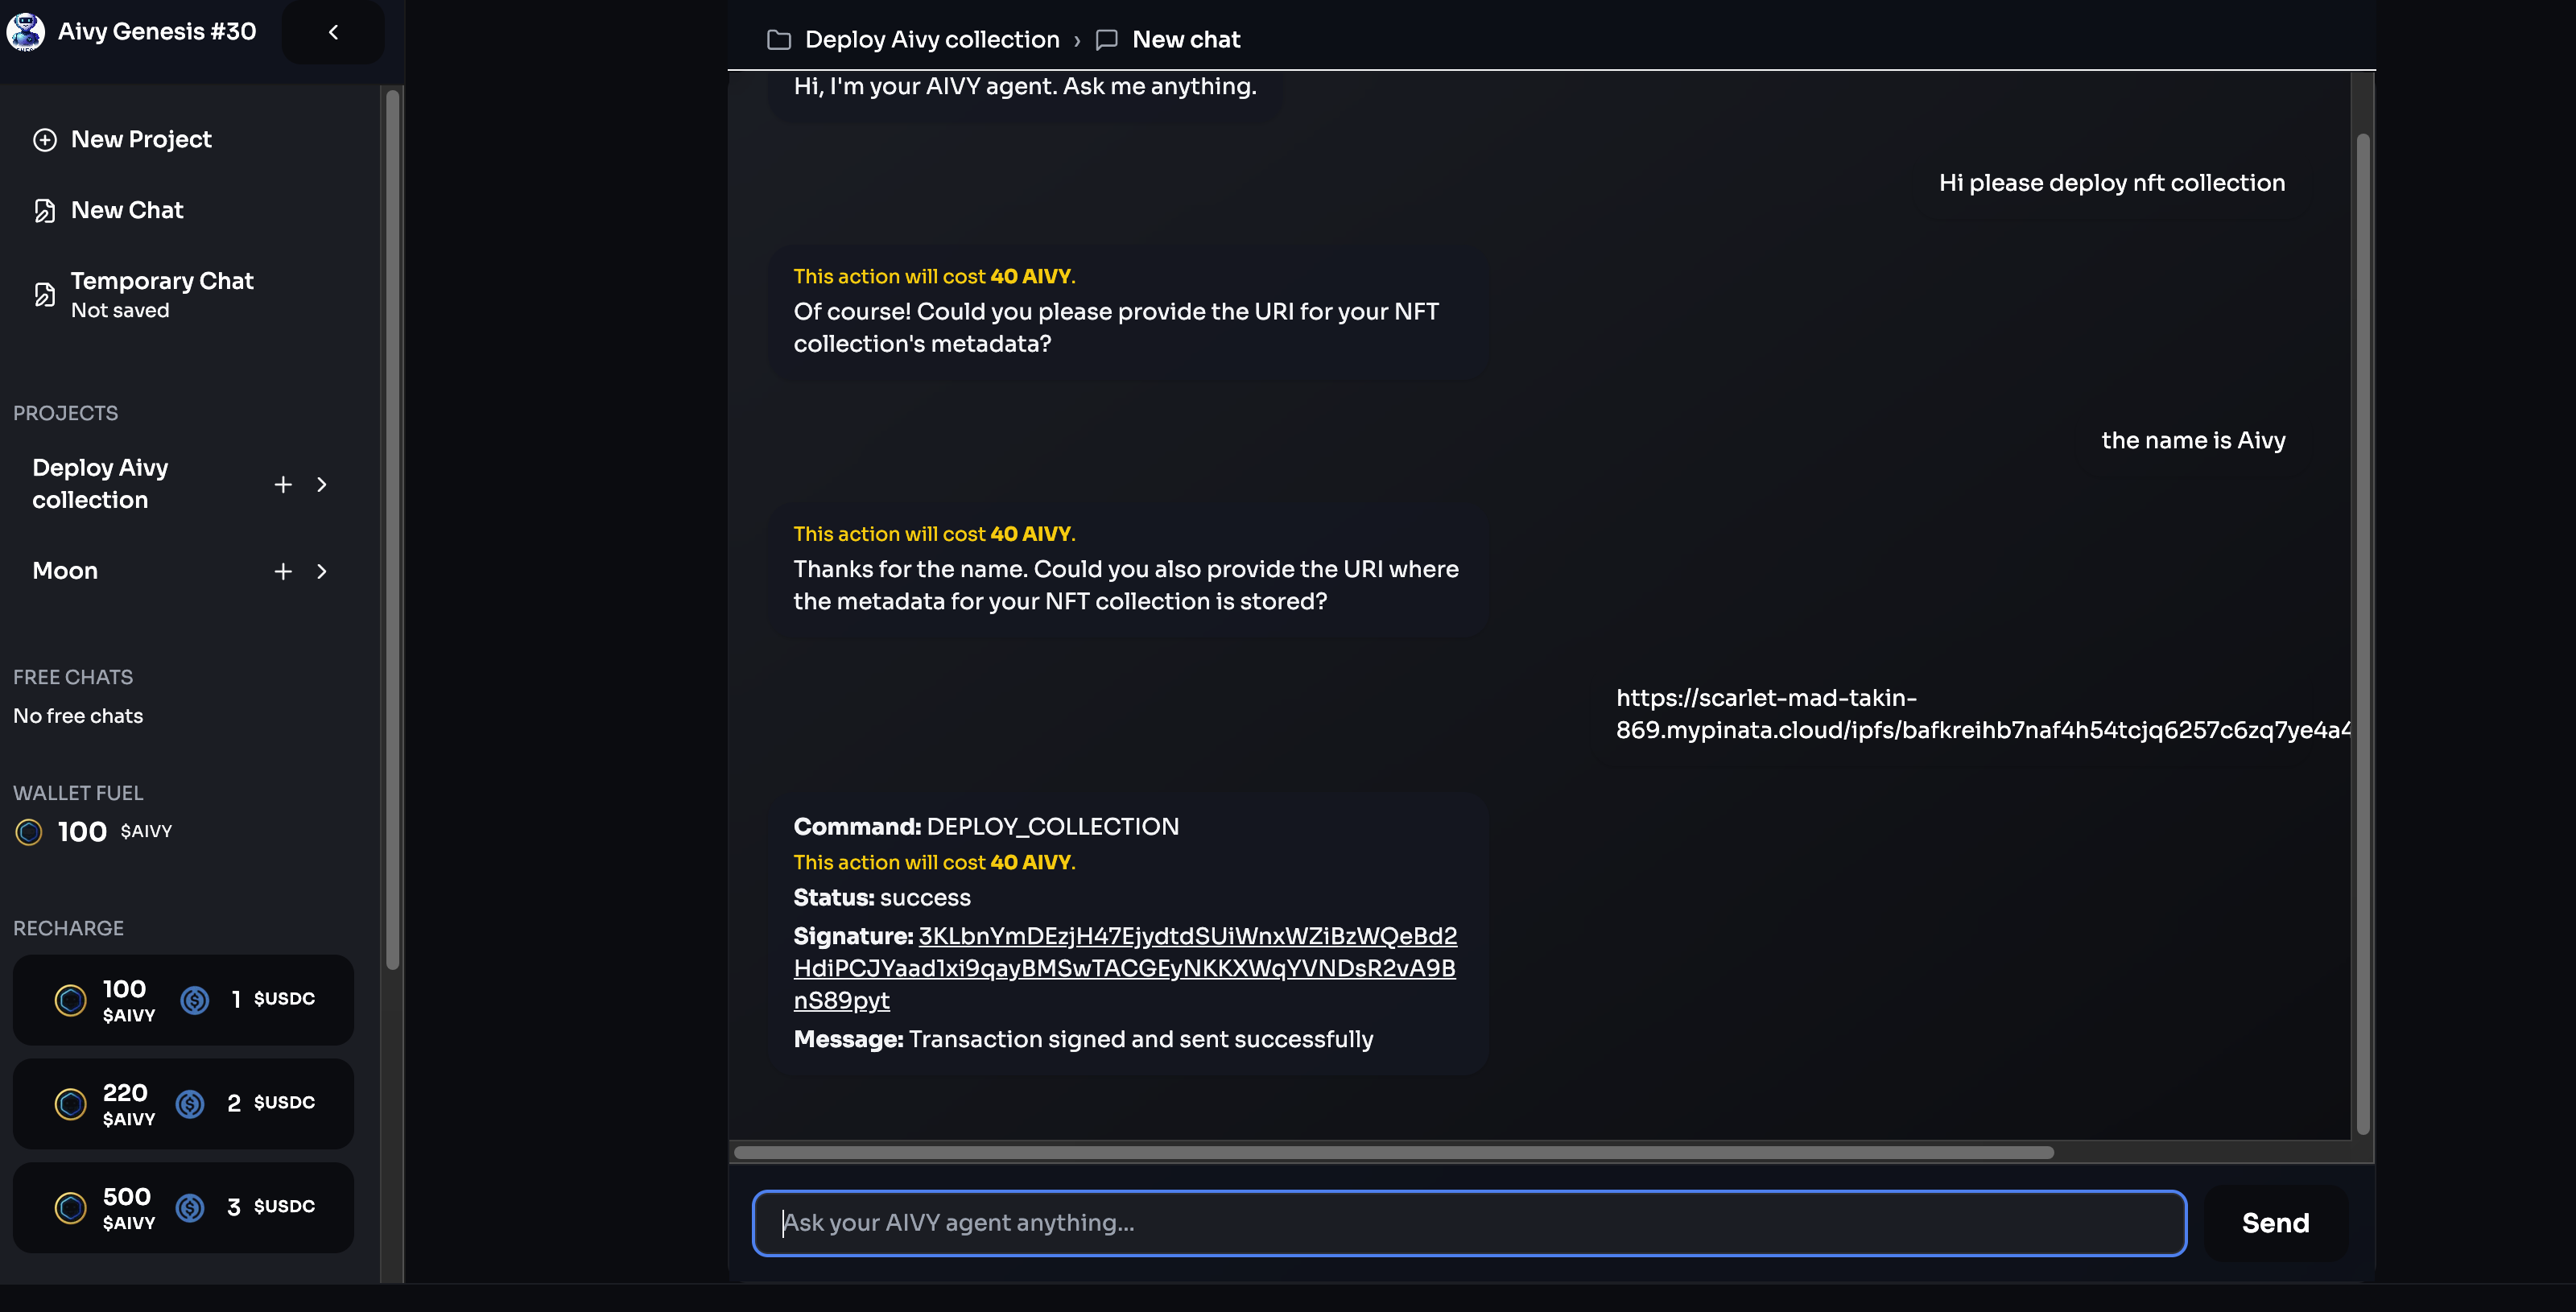 Aivy Genesis #30
New Project
New Chat
Temporary Chat
Not saved
PROJECTS
Deploy Aivy
collection
Moon
FREE CHATS
No free chats
WALLET FUEL
100 $AIVY
RECHARGE
100
$AIVY
1 $USDC
220
$AIVY
2 $USDC
500
$AIVY
3 $USDC
Deploy Aivy collection › New chat
Hi, I'm your AIVY agent. Ask me anything.
Hi please deploy nft collection
This action will cost 40 AIVY.
Of course! Could you please provide the URI for your NFT
collection's metadata?
the name is Aivy
This action will cost 40 AIVY.
Thanks for the name. Could you also provide the URI where
the metadata for your NFT collection is stored?
https://scarlet-mad-takin-
869.mypinata.cloud/ipfs/bafkreihb7naf4h54tcjq6257c6zq7ye4a4
Command: DEPLOY_COLLECTION
This action will cost 40 AIVY.
Status: success
Signature: 3KLbnYmDEzjH47EjydtdSUiWnxWZiBzWQeBd2
HdiPCJYaad1xi9qayBMSwTACGEyNKKXWqYVNDsR2vA9B
nS89pyt
Message: Transaction signed and sent successfully
Ask your AIVY agent anything...
Send